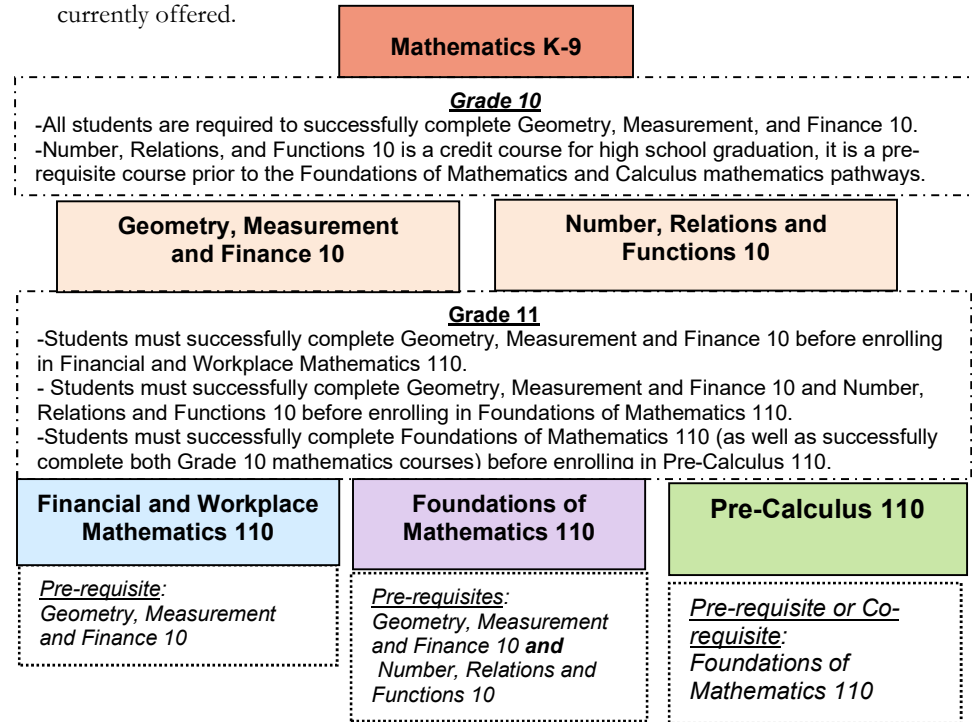 currently offered.
Mathematics K-9
Grade 10
-All students are required to successfully complete Geometry, Measurement, and Finance 10.
-Number, Relations, and Functions 10 is a credit course for high school graduation, it is a pre-
requisite course prior to the Foundations of Mathematics and Calculus mathematics pathways.
Geometry, Measurement
and Finance 10
Number, Relations and
Functions 10
Grade 11
-Students must successfully complete Geometry, Measurement and Finance 10 before enrolling
in Financial and Workplace Mathematics 110.
- Students must successfully complete Geometry, Measurement and Finance 10 and Number,
Relations and Functions 10 before enrolling in Foundations of Mathematics 110.
-Students must successfully complete Foundations of Mathematics 110 (as well as successfully
complete both Grade 10 mathematics courses) before enrolling in Pre-Calculus 110.
Financial and Workplace
Mathematics 110
Pre-requisite:
Geometry, Measurement
and Finance 10
Foundations of
Mathematics 110
Pre-requisites:
Geometry, Measurement
and Finance 10 and
Number, Relations and
Functions 10
Pre-Calculus 110
Pre-requisite or Co-
requisite:
Foundations of
Mathematics 110